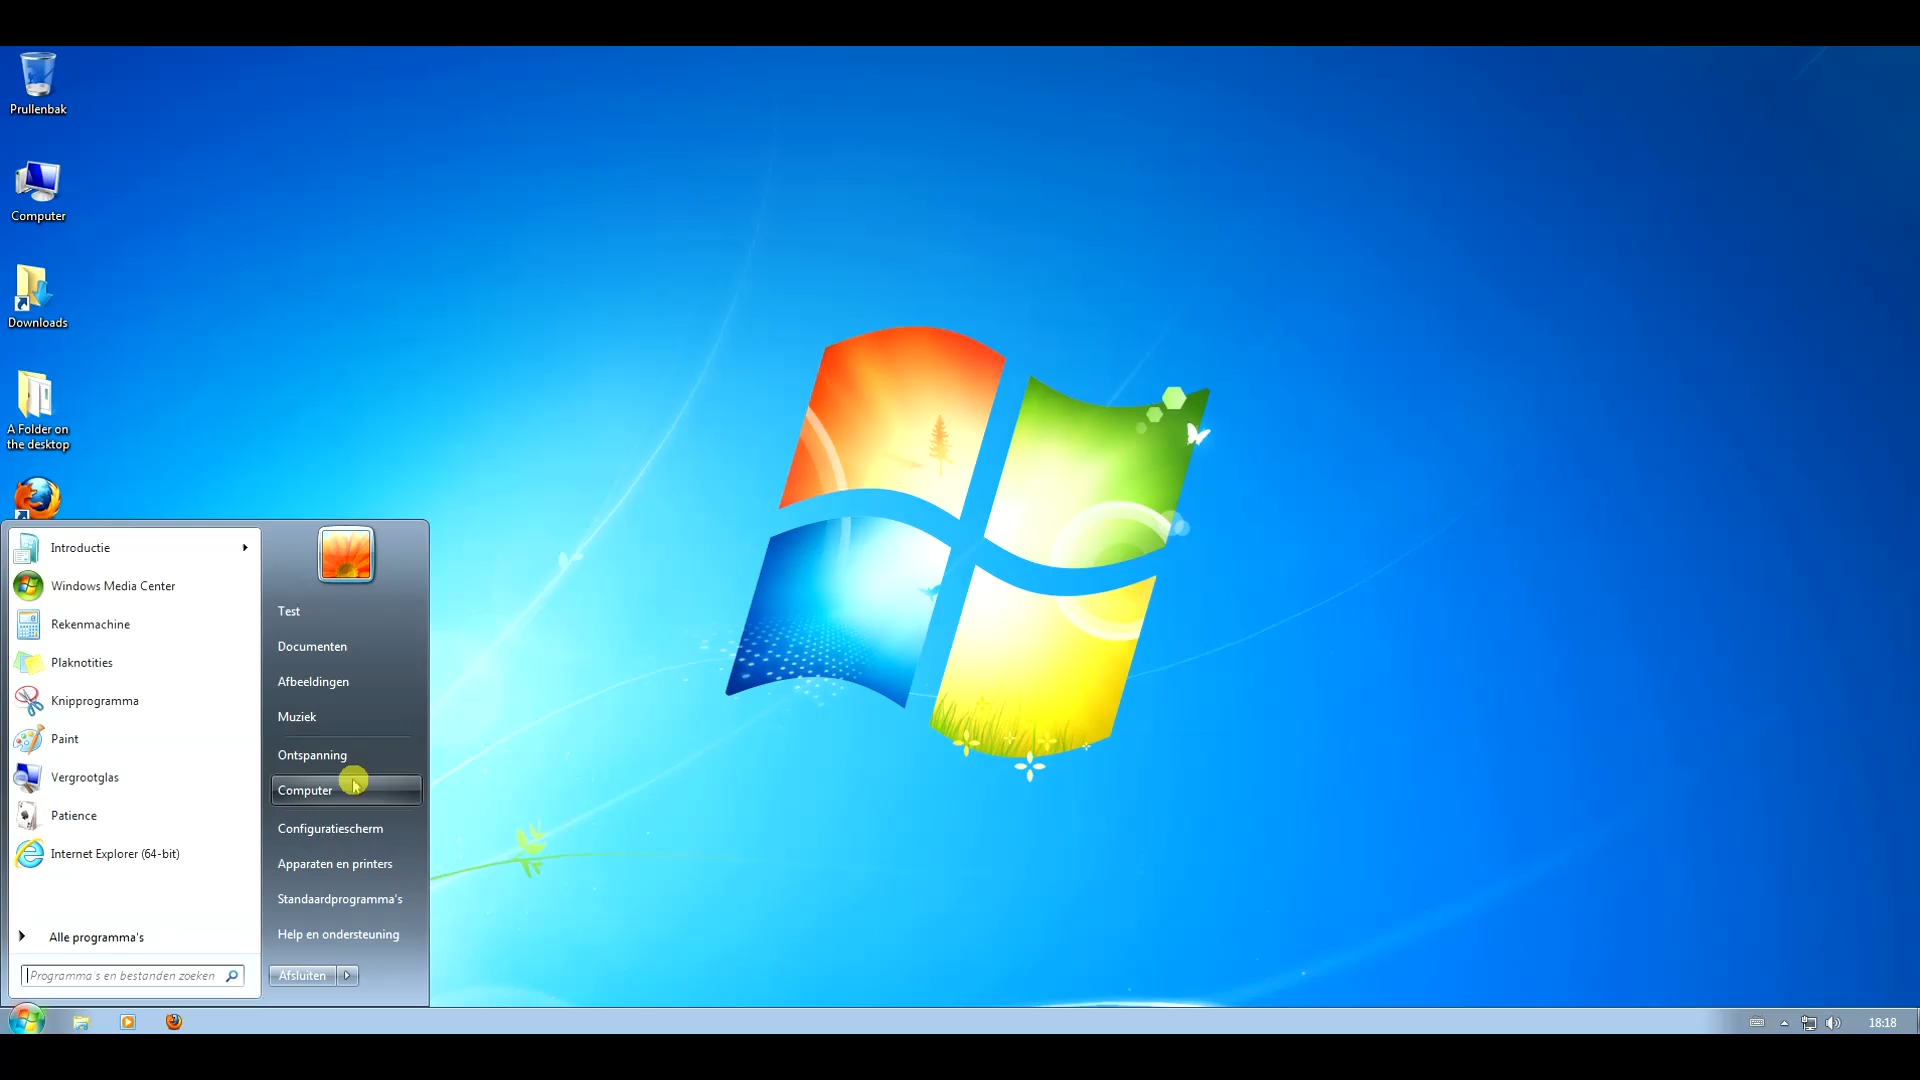 Prullenbak
Computer
Downloads
A Folder on
the desktop
Introductie
Windows Media Center
Rekenmachine
Plaknotities
Knipprogramma
Paint
Vergrootglas
Patience
Internet Explorer (64-bit)
Alle programma's
Programma's en bestanden zoeken
Test
Documenten
Afbeeldingen
Muziek
Ontspanning
Computer
Configuratiescherm
Apparaten en printers
Standaardprogramma's
Help en ondersteuning
Afsluiten
18:18